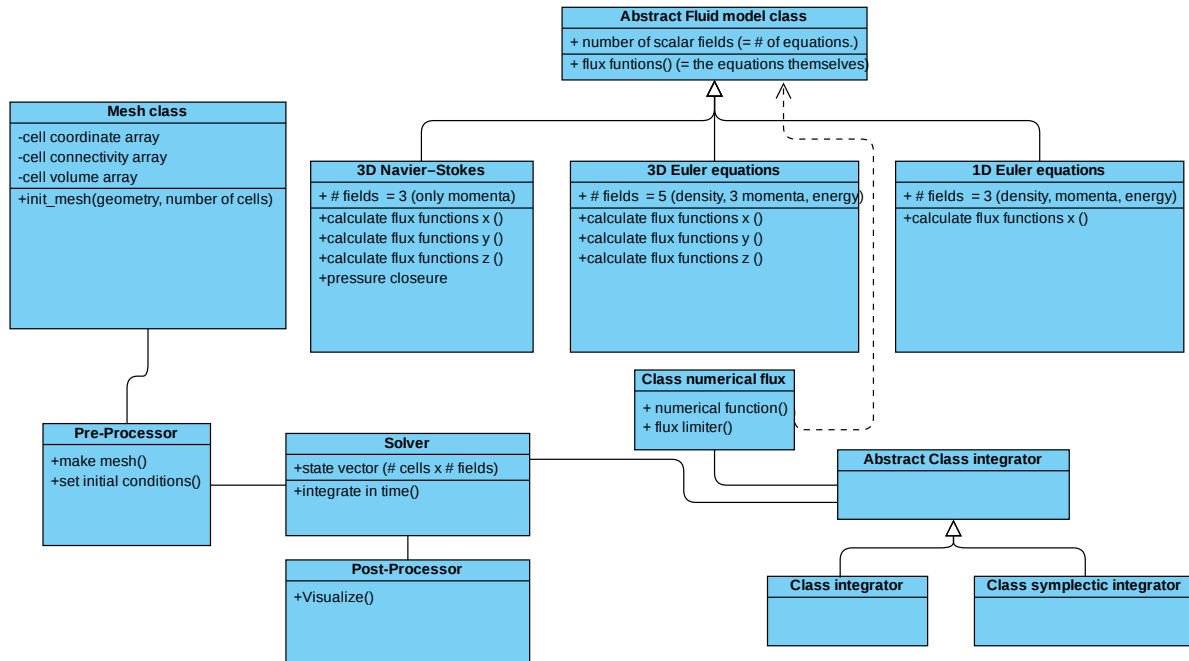 Abstract Fluid model class
+ number of scalar fields (= # of equations.)
+ flux funtions() (= the equations themselves)
Mesh class
-cell coordinate array
-cell connectivity array
-cell volume array
+init_mesh(geometry, number of cells)
3D Navier–Stokes
+ # fields = 3 (only momenta)
+calculate flux functions x ()
+calculate flux functions y ()
+calculate flux functions z ()
+pressure closeure
3D Euler equations
+ # fields = 5 (density, 3 momenta, energy)
+calculate flux functions x ()
+calculate flux functions y ()
+calculate flux functions z ()
1D Euler equations
+ # fields = 3 (density, momenta, energy)
+calculate flux functions x ()
Class numerical flux
+ numerical function()
+ flux limiter()
Pre-Processor
+make mesh()
+set initial conditions()
Solver
+state vector (# cells x # fields)
+integrate in time()
Abstract Class integrator
Post-Processor
+Visualize()
Class integrator
Class symplectic integrator